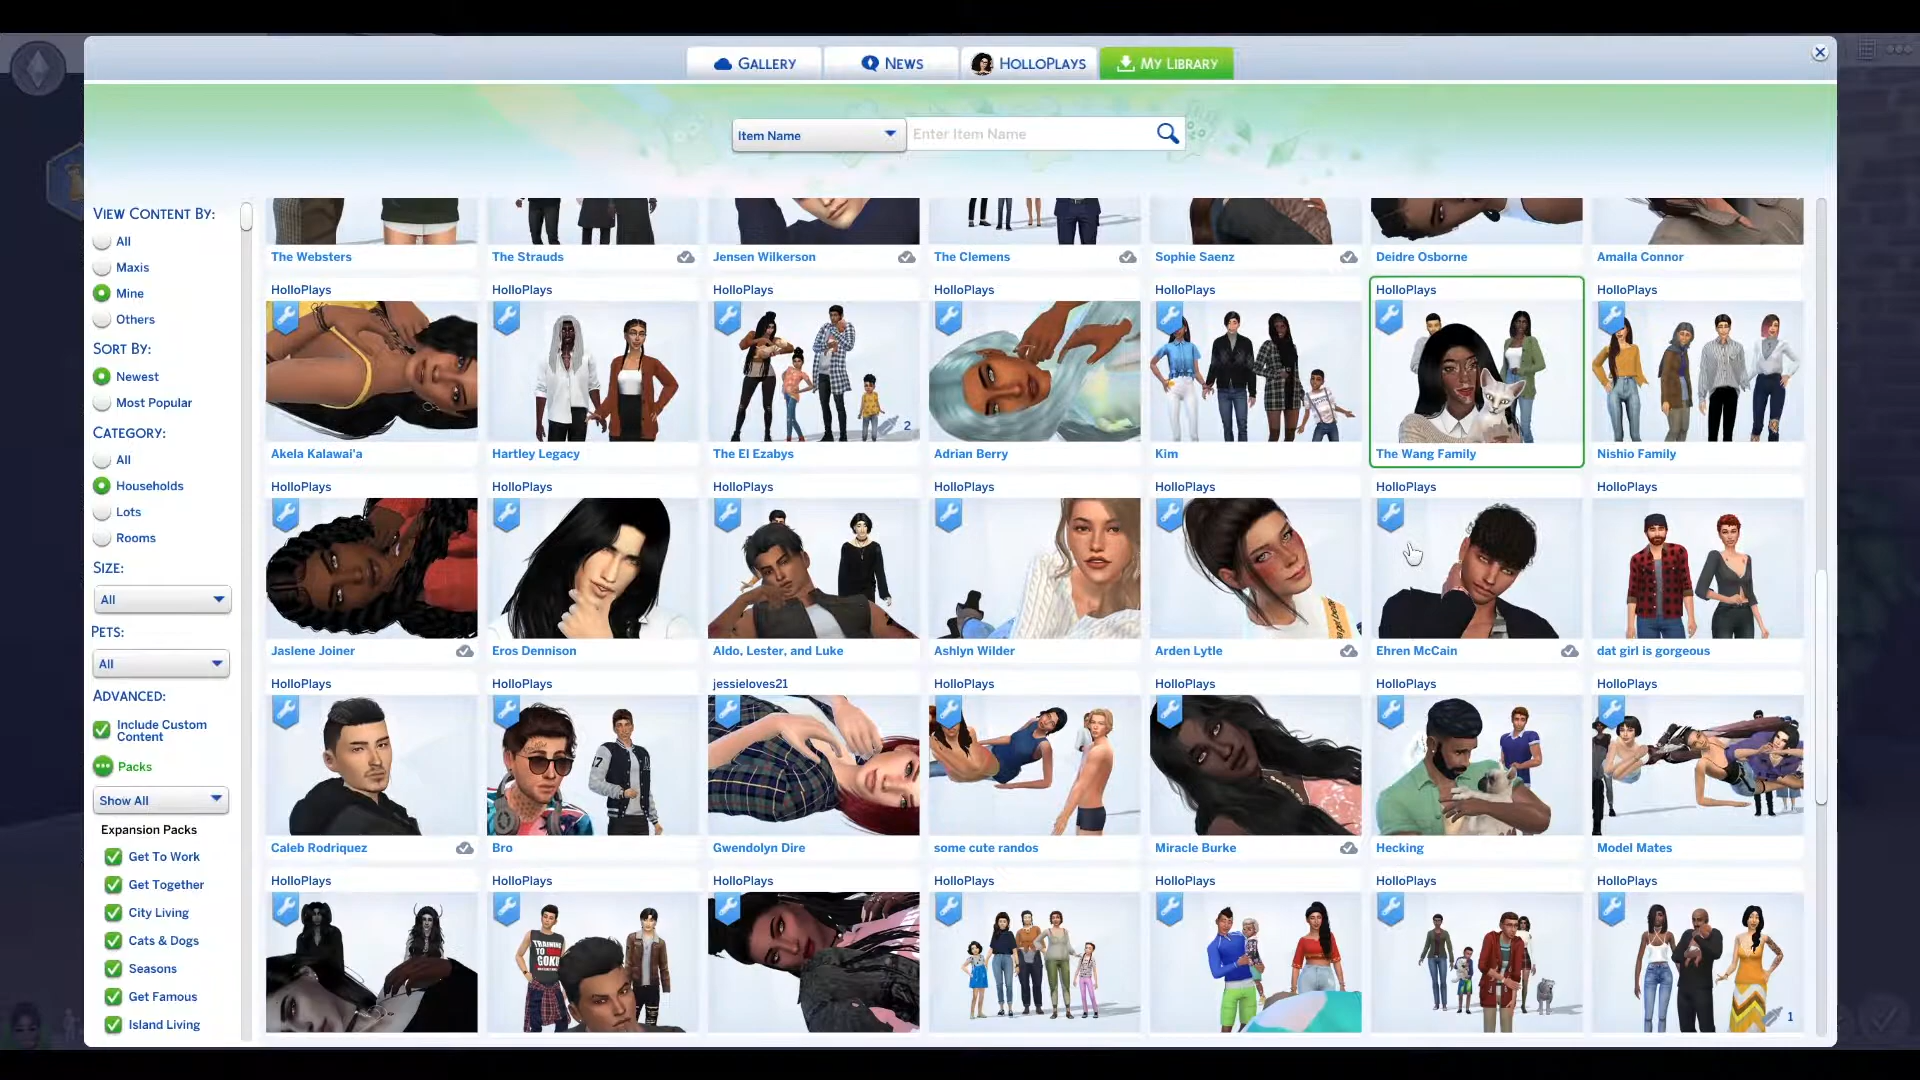 GALLERY
NEWS
HOLLOPLAYS
MY LIBRARY
Item Name
Enter Item Name
VIEW CONTENT BY:
All
Maxis
Mine
Others
SORT BY:
Newest
Most Popular
CATEGORY:
All
Households
Lots
Rooms
SIZE:
All
PETS:
All
ADVANCED:
Include Custom
Content
Packs
Show All
Expansion Packs
Get To Work
Get Together
City Living
Cats & Dogs
Seasons
Get Famous
Island Living
The Websters
The Strauds
Jensen Wilkerson
The Clemens
Sophie Saenz
Deidre Osborne
Amalla Connor
HolloPlays
HolloPlays
HolloPlays
HolloPlays
HolloPlays
HolloPlays
HolloPlays
2
Akela Kalawai'a
Hartley Legacy
The El Ezabys
Adrian Berry
Kim
The Wang Family
Nishio Family
HolloPlays
HolloPlays
HolloPlays
HolloPlays
HolloPlays
HolloPlays
HolloPlays
Jaslene Joiner
Eros Dennison
Aldo, Lester, and Luke
Ashlyn Wilder
Arden Lytle
Ehren McCain
dat girl is gorgeous
HolloPlays
HolloPlays
jessieloves21
HolloPlays
HolloPlays
HolloPlays
HolloPlays
Caleb Rodriquez
Bro
Gwendolyn Dire
some cute randos
Miracle Burke
Hecking
Model Mates
HolloPlays
HolloPlays
HolloPlays
HolloPlays
HolloPlays
HolloPlays
HolloPlays
TRAINING
TO
GOKU
1